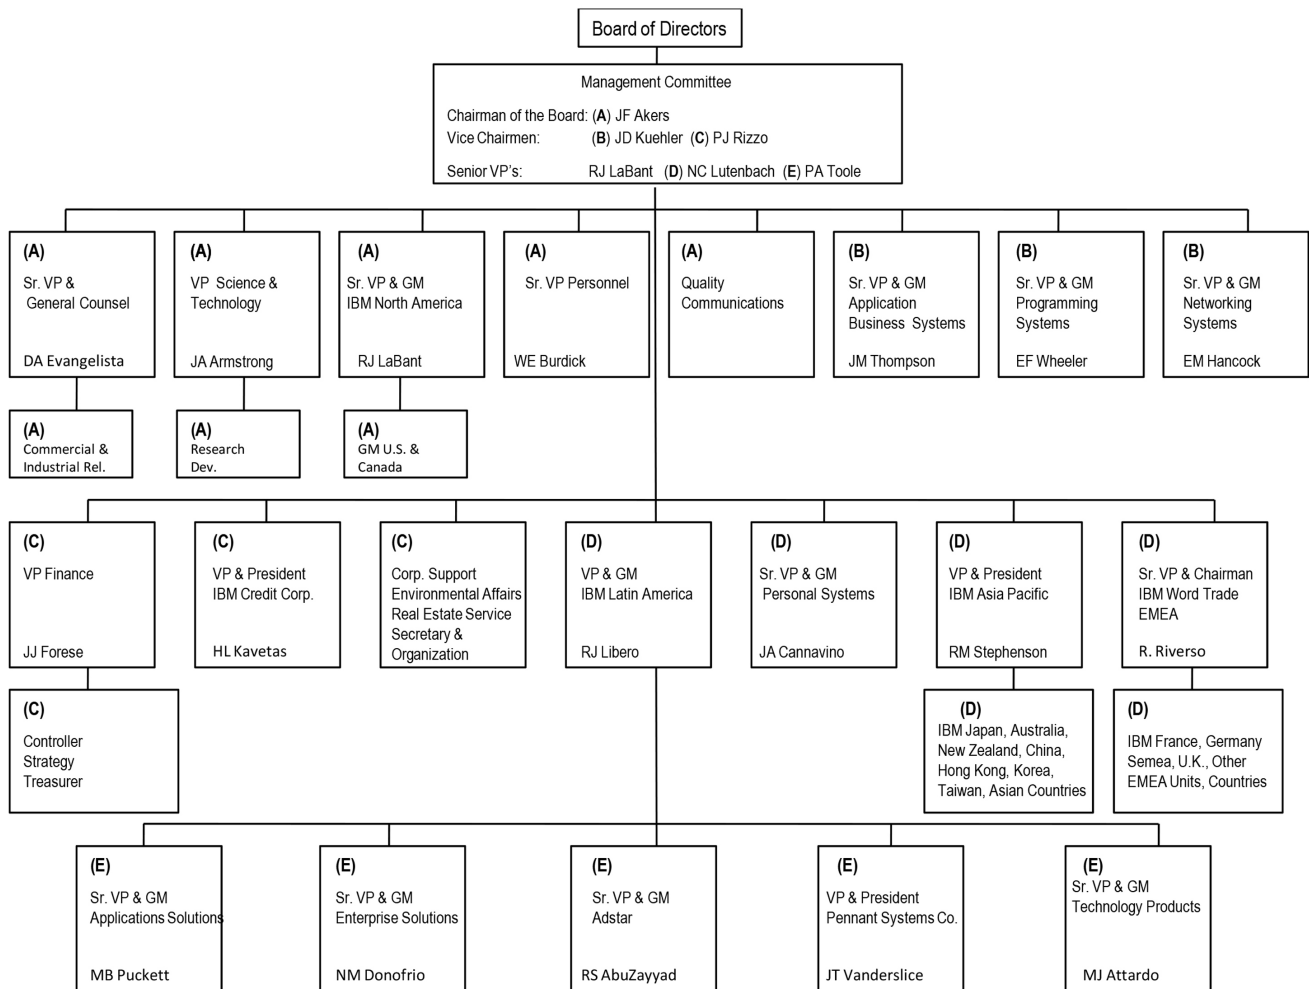 Board of Directors
Management Committee
Chairman of the Board: (A) JF Akers
Vice Chairmen: (B) JD Kuehler (C) PJ Rizzo
Senior VP's: RJ LaBant (D) NC Lutenbach (E) PA Toole
(A)
Sr. VP &
General Counsel
DA Evangelista
(A)
VP Science &
Technology
JA Armstrong
(A)
Sr. VP & GM
IBM North America
RJ LaBant
(A)
Sr. VP Personnel
WE Burdick
(A)
Quality
Communications
(B)
Sr. VP & GM
Application
Business Systems
JM Thompson
(B)
Sr. VP & GM
Programming
Systems
EF Wheeler
(B)
Sr. VP & GM
Networking
Systems
EM Hancock
(A)
Commercial &
Industrial Rel.
(A)
Research
Dev.
(A)
GM U.S. &
Canada
(C)
VP Finance
JJ Forese
(C)
VP & President
IBM Credit Corp.
HL Kavetas
(C)
Corp. Support
Environmental Affairs
Real Estate Service
Secretary &
Organization
(D)
VP & GM
IBM Latin America
RJ Libero
(D)
Sr. VP & GM
Personal Systems
JA Cannavino
(D)
VP & President
IBM Asia Pacific
RM Stephenson
(D)
Sr. VP & Chairman
IBM Word Trade
EMEA
R. Riverso
(C)
Controller
Strategy
Treasurer
(D)
IBM Japan, Australia,
New Zealand, China,
Hong Kong, Korea,
Taiwan, Asian Countries
(D)
IBM France, Germany
Semea, U.K., Other
EMEA Units, Countries
(E)
Sr. VP & GM
Applications Solutions
MB Puckett
(E)
Sr. VP & GM
Enterprise Solutions
NM Donofrio
(E)
Sr. VP & GM
Adstar
RS AbuZayyad
(E)
VP & President
Pennant Systems Co.
JT Vanderslice
(E)
Sr. VP & GM
Technology Products
MJ Attardo